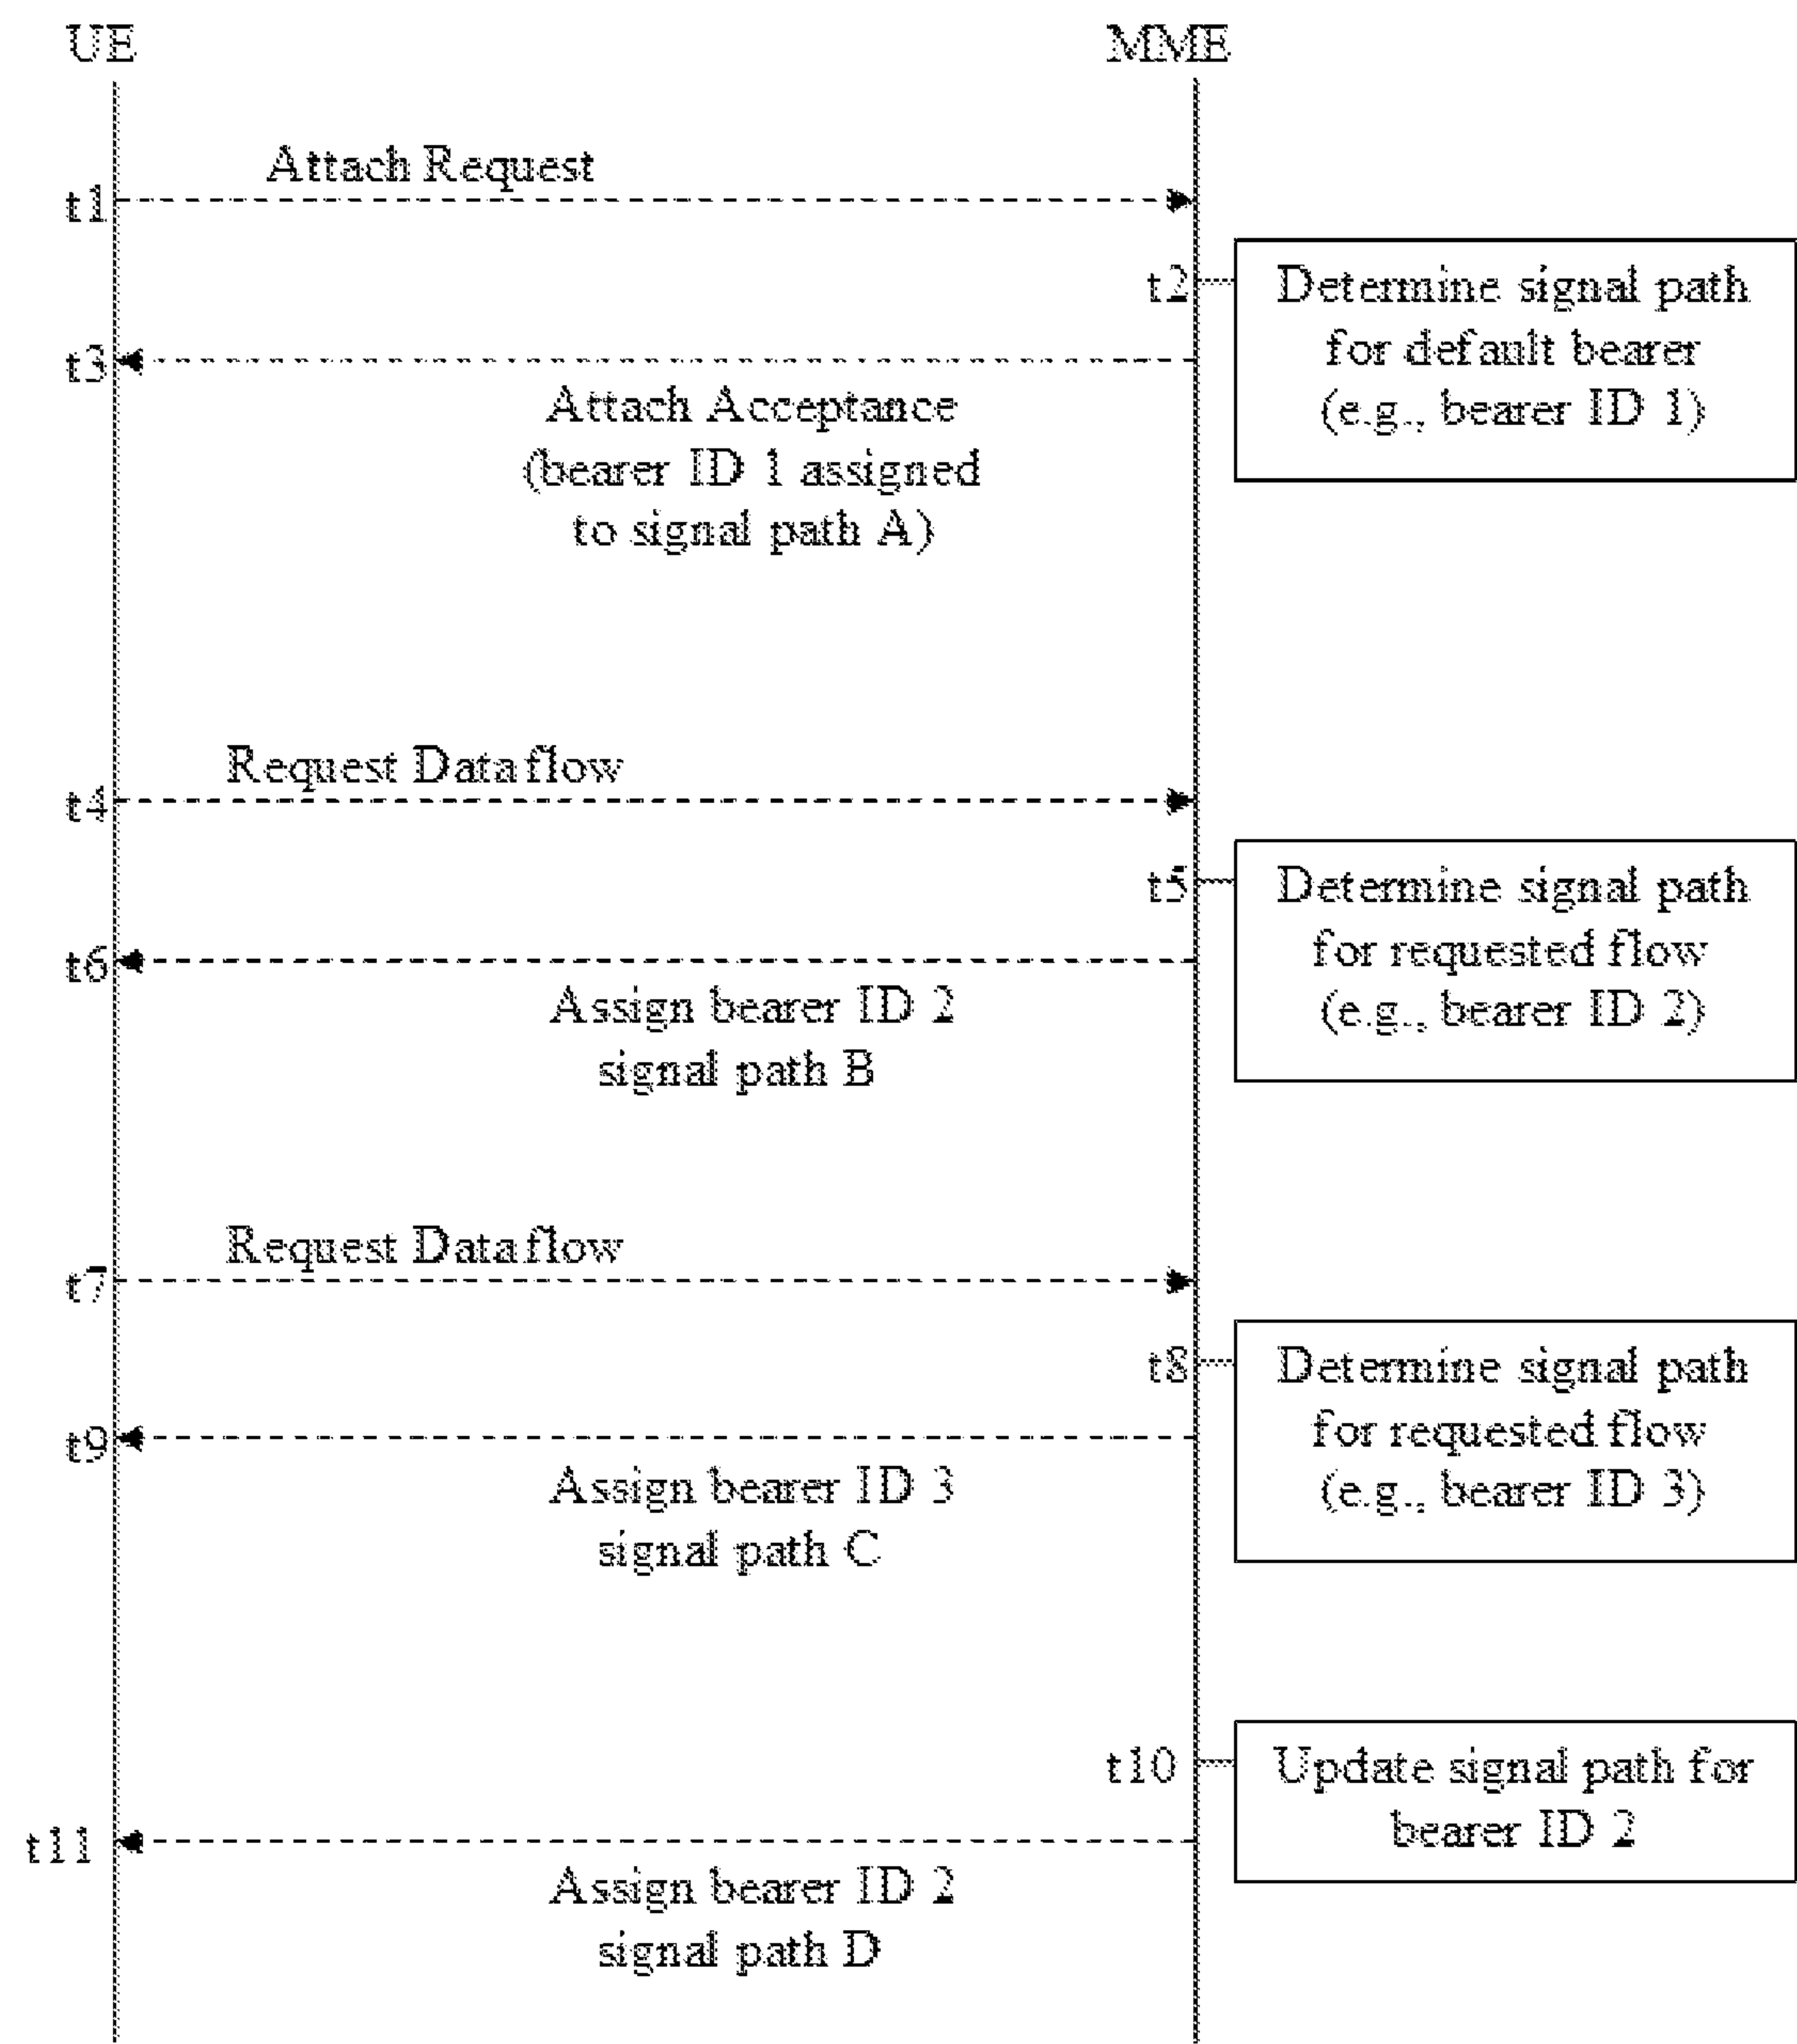 UE
MME
Attach Request
t1
t2
Determine signal path
for default bearer
(e.g., bearer ID 1)
t3
Attach Acceptance
(bearer ID 1 assigned
to signal path A)
Request Dataflow
t4
t5
Determine signal path
for requested flow
(e.g., bearer ID 2)
t6
Assign bearer ID 2
signal path B
Request Dataflow
t7
t8
Determine signal path
for requested flow
(e.g., bearer ID 3)
t9
Assign bearer ID 3
signal path C
t10
Update signal path for
bearer ID 2
t11
Assign bearer ID 2
signal path D